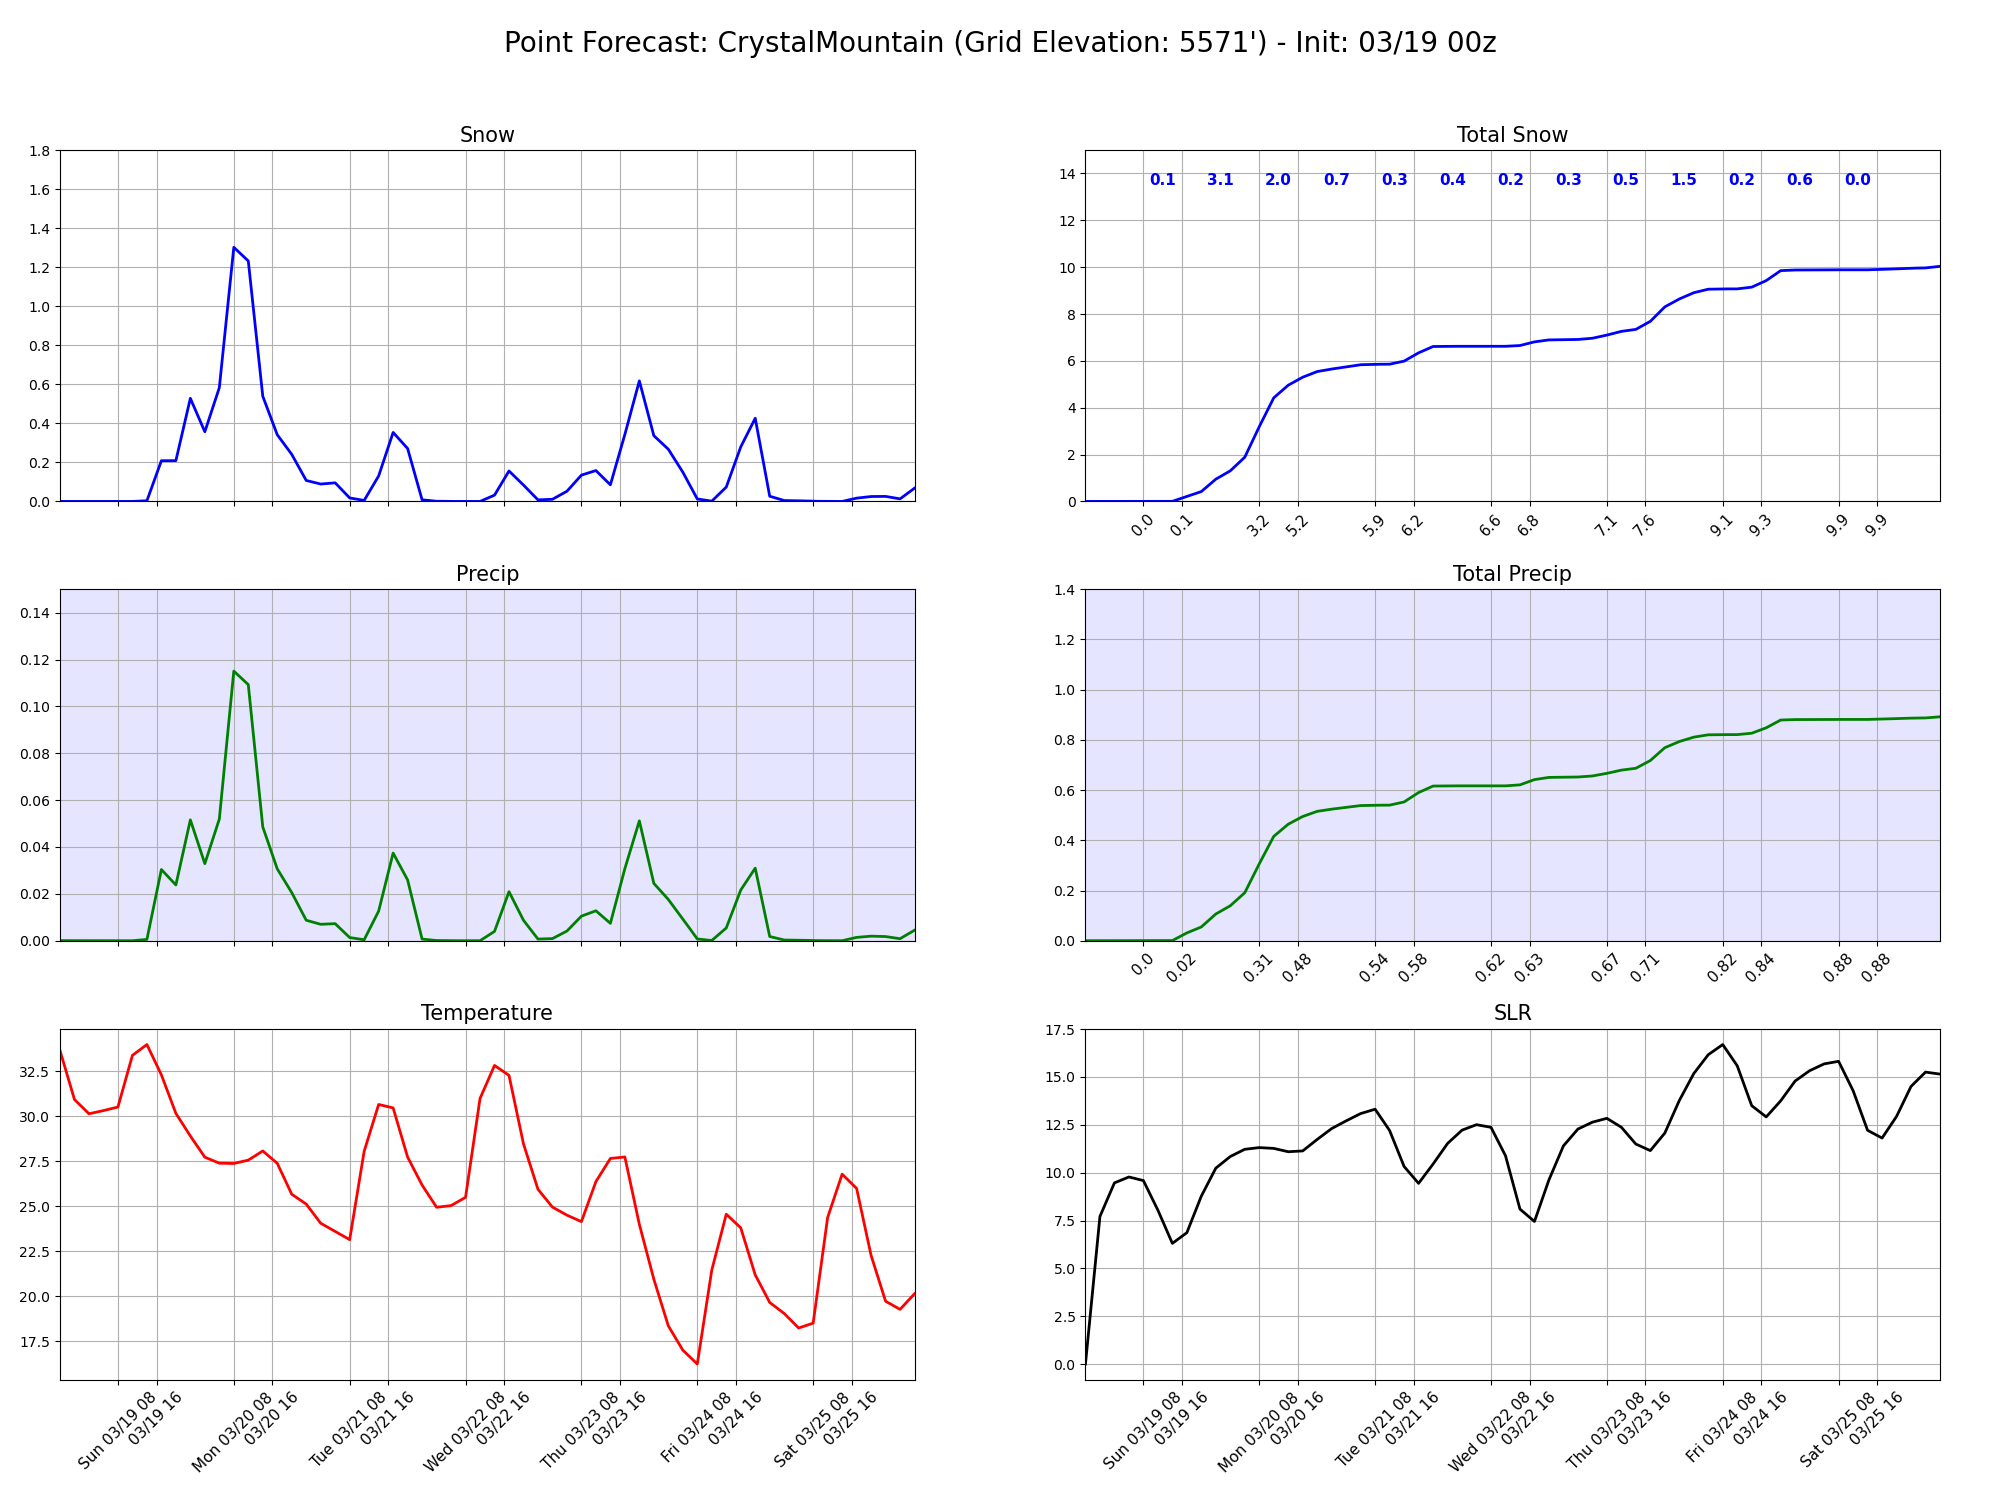 Point Forecast: CrystalMountain (Grid Elevation: 5571') - Init: 03/19 00z
Snow
1.8
1.6
1.4
1.2
1.0
0.8
0.6
0.4
0.2
0.0
Total Snow
14
12
10
8
6
4
2
0
0.1 3.1 2.0 0.7 0.3 0.4 0.2 0.3 0.5 1.5 0.2 0.6 0.0
0.0 0.1 3.2 5.2 5.9 6.2 6.6 6.8 7.1 7.6 9.1 9.3 9.9 9.9
Precip
0.14
0.12
0.10
0.08
0.06
0.04
0.02
0.00
Total Precip
1.4
1.2
1.0
0.8
0.6
0.4
0.2
0.0
0.0 0.02 0.31 0.48 0.54 0.58 0.62 0.63 0.67 0.71 0.82 0.84 0.88 0.88
Temperature
32.5
30.0
27.5
25.0
22.5
20.0
17.5
Sun 03/19 08
03/19 16
Mon 03/20 08
03/20 16
Tue 03/21 08
03/21 16
Wed 03/22 08
03/22 16
Thu 03/23 08
03/23 16
Fri 03/24 08
03/24 16
Sat 03/25 08
03/25 16
SLR
17.5
15.0
12.5
10.0
7.5
5.0
2.5
0.0
Sun 03/19 08
03/19 16
Mon 03/20 08
03/20 16
Tue 03/21 08
03/21 16
Wed 03/22 08
03/22 16
Thu 03/23 08
03/23 16
Fri 03/24 08
03/24 16
Sat 03/25 08
03/25 16